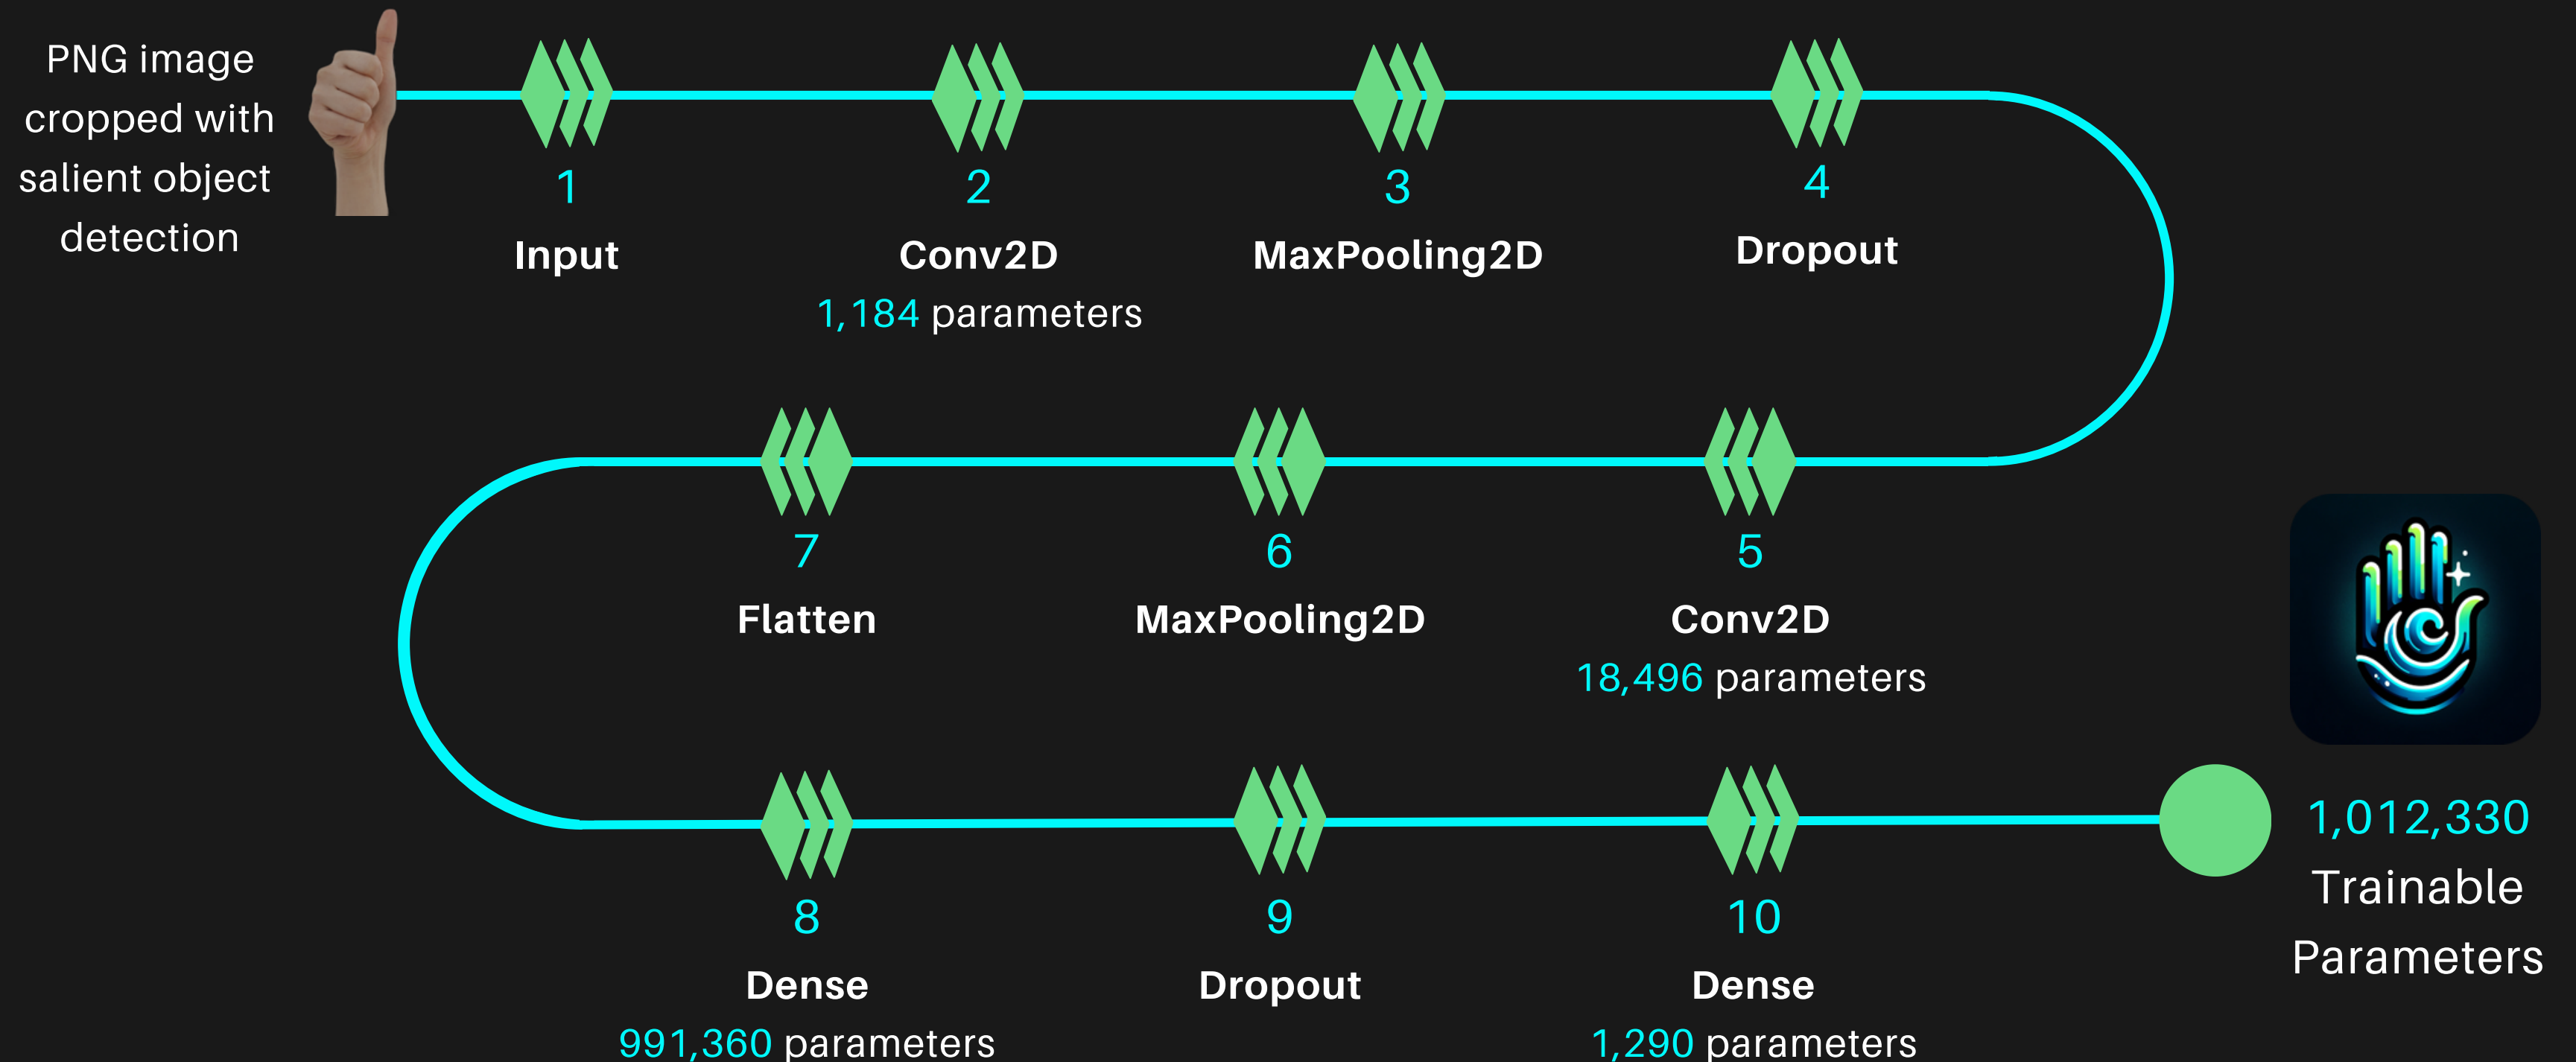 PNG image
cropped with
salient object
detection
1
Input
2
Conv2D
1,184 parameters
3
MaxPooling2D
4
Dropout
5
Conv2D
18,496 parameters
6
MaxPooling2D
7
Flatten
8
Dense
991,360 parameters
9
Dropout
10
Dense
1,290 parameters
1,012,330
Trainable
Parameters